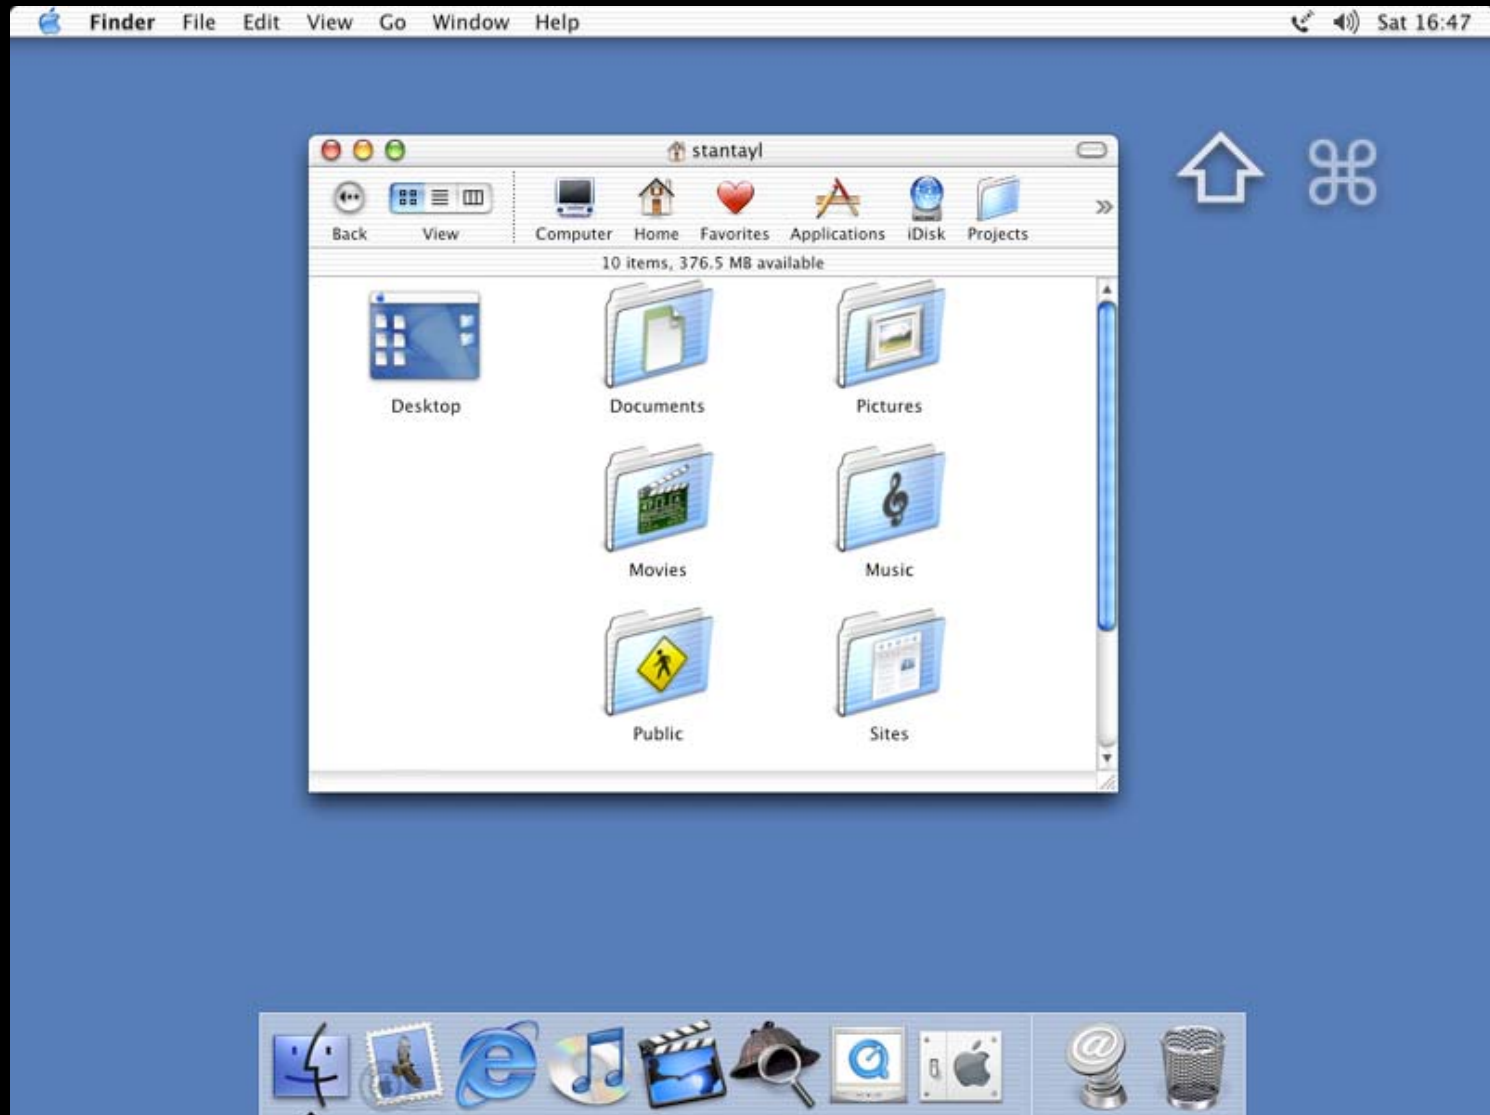 Finder File Edit View Go Window Help Sat 16:47
stantayl
Back View Computer Home Favorites Applications iDisk Projects
10 items, 376.5 MB available
Desktop Documents Pictures
Movies Music
Public Sites